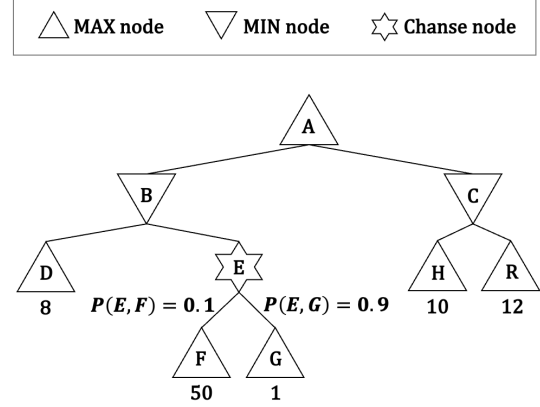 MAX node MIN node Chanse node
A
B C
D E H R
8 P(E, F) = 0.1 P(E, G) = 0.9 10 12
F G
50 1